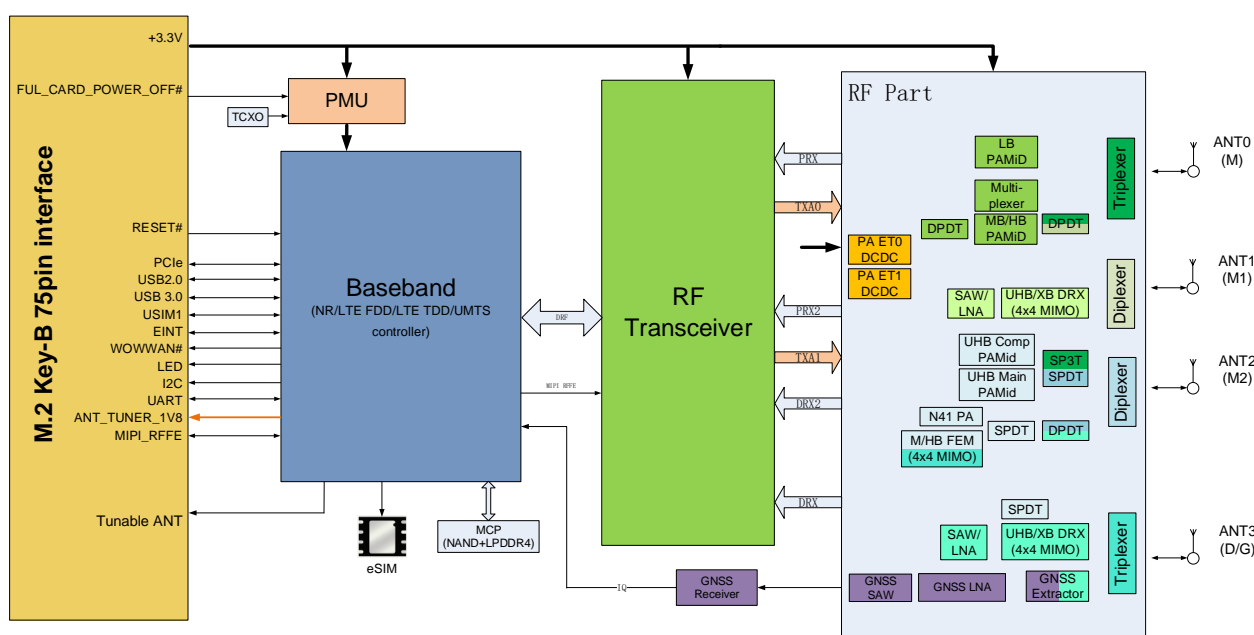 M.2 Key-B 75pin interface
+3.3V
FUL_CARD_POWER_OFF#
RESET#
PCIe
USB2.0
USB 3.0
USIM1
EINT
WOWWAN#
LED
I2C
UART
ANT_TUNER_1V8
MIPI_RFFE
Tunable ANT
PMU
TCXO
Baseband
(NR/LTE FDD/LTE TDD/UMTS
controller)
eSIM
MCP
(NAND+LPDDR4)
DRF
MIPI RFFE
IQ
GNSS
Receiver
RF
Transceiver
PRX
TXA0
PRX2
TXA1
DRX2
DRX
RF Part
LB
PAMiD
Multi-
plexer
DPDT
MB/HB
PAMiD
DPDT
PA ET0
DCDC
PA ET1
DCDC
SAW/
LNA
UHB/XB DRX
(4x4 MIMO)
UHB Comp
PAMid
UHB Main
PAMid
SP3T
SPDT
N41 PA
M/HB FEM
(4x4 MIMO)
SPDT
DPDT
SPDT
SAW/
LNA
UHB/XB DRX
(4x4 MIMO)
GNSS
SAW
GNSS LNA
GNSS
Extractor
Triplexer
Diplexer
Diplexer
Triplexer
ANT0
(M)
ANT1
(M1)
ANT2
(M2)
ANT3
(D/G)